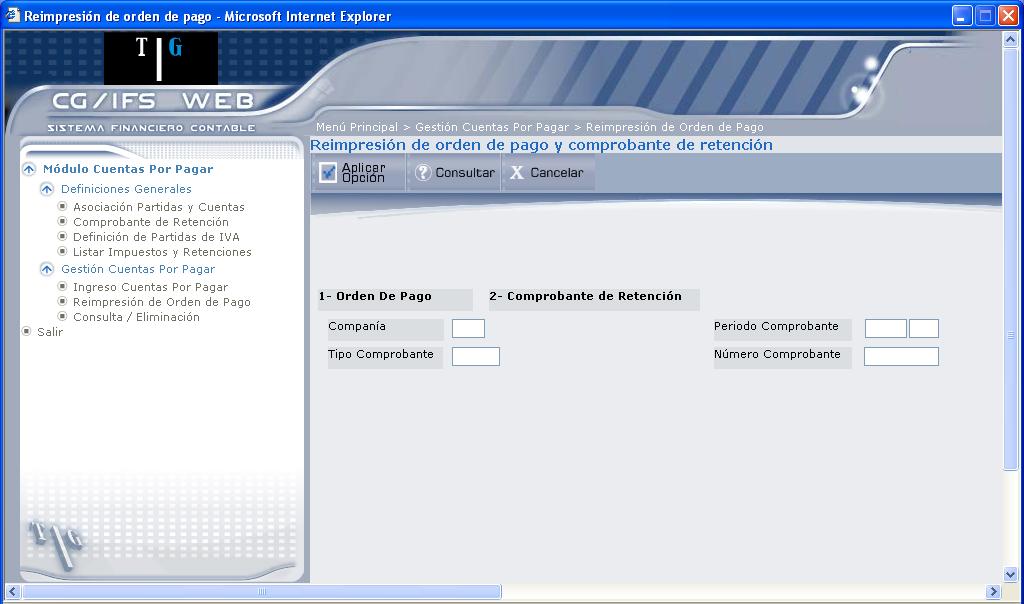 Reimpresión de orden de pago - Microsoft Internet Explorer
T G
CG/IFS WEB
SISTEMA FINANCIERO CONTABLE
Menú Principal > Gestión Cuentas Por Pagar > Reimpresión de Orden de Pago
Reimpresión de orden de pago y comprobante de retención
Aplicar Opción
Consultar
X Cancelar
Módulo Cuentas Por Pagar
Definiciones Generales
Asociación Partidas y Cuentas
Comprobante de Retención
Definición de Partidas de IVA
Listar Impuestos y Retenciones
Gestión Cuentas Por Pagar
Ingreso Cuentas Por Pagar
Reimpresión de Orden de Pago
Consulta / Eliminación
Salir
1- Orden De Pago 2- Comprobante de Retención
Compañía Periodo Comprobante
Tipo Comprobante Número Comprobante
T G